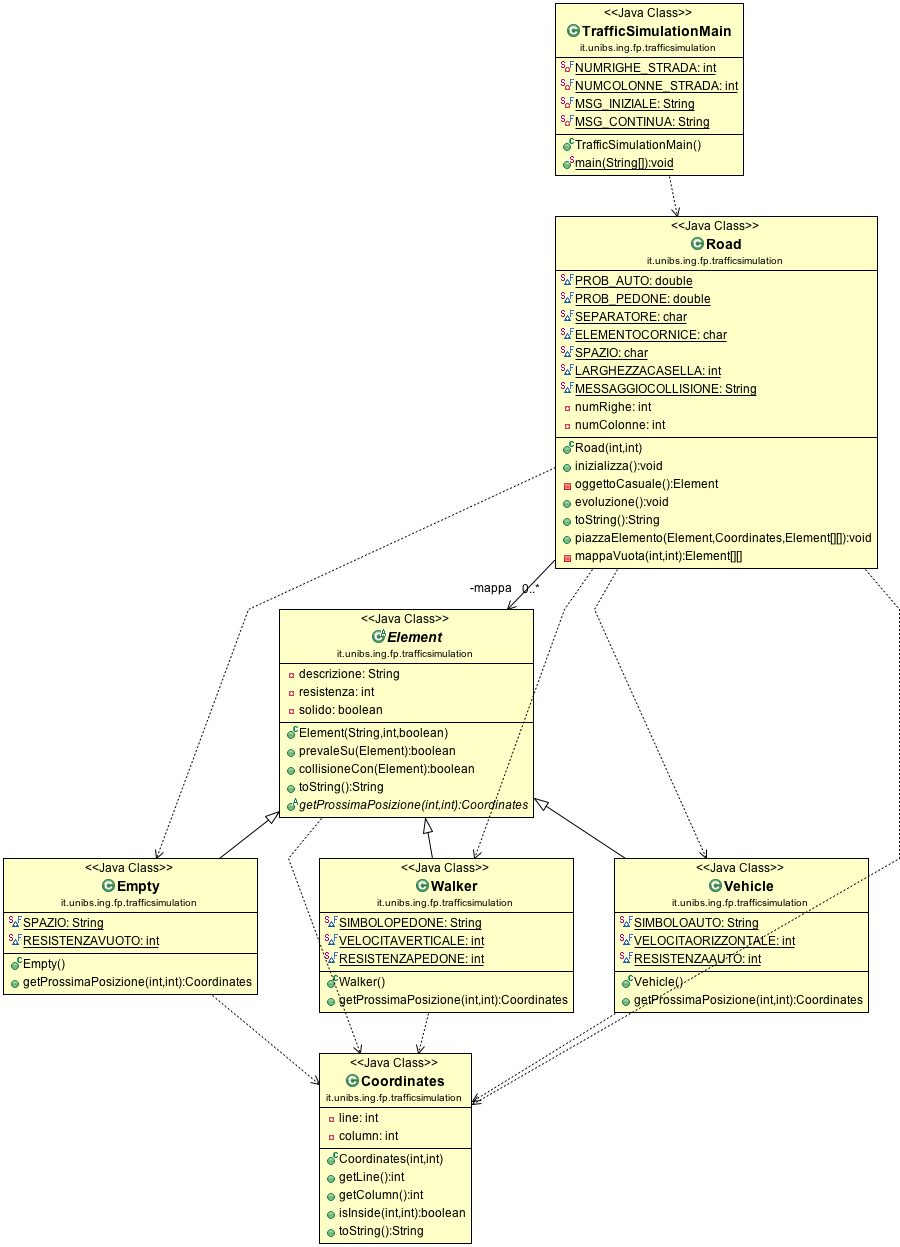 <<Java Class>>
TrafficSimulationMain
it.unibs.ing.fp.trafficsimulation
NUMRIGHE_STRADA: int
NUMCOLONNE_STRADA: int
MSG_INIZIALE: String
MSG_CONTINUA: String
TrafficSimulationMain()
main(String[]):void
<<Java Class>>
Road
it.unibs.ing.fp.trafficsimulation
PROB_AUTO: double
PROB_PEDONE: double
SEPARATORE: char
ELEMENTOCORNICE: char
SPAZIO: char
LARGHEZZACASELLA: int
MESSAGGIOCOLLISIONE: String
numRighe: int
numColonne: int
Road(int,int)
inizializza():void
oggettoCasuale():Element
evoluzione():void
toString():String
piazzaElemento(Element,Coordinates,Element[][]):void
mappaVuota(int,int):Element[][]
-mappa 0..*
<<Java Class>>
Element
it.unibs.ing.fp.trafficsimulation
descrizione: String
resistenza: int
solido: boolean
Element(String,int,boolean)
prevaleSu(Element):boolean
collisioneCon(Element):boolean
toString():String
getProssimaPosizione(int,int):Coordinates
<<Java Class>>
Empty
it.unibs.ing.fp.trafficsimulation
SPAZIO: String
RESISTENZAVUOTO: int
Empty()
getProssimaPosizione(int,int):Coordinates
<<Java Class>>
Walker
it.unibs.ing.fp.trafficsimulation
SIMBOLOPEDONE: String
VELOCITAVERTICALE: int
RESISTENZAPEDONE: int
Walker()
getProssimaPosizione(int,int):Coordinates
<<Java Class>>
Vehicle
it.unibs.ing.fp.trafficsimulation
SIMBOLOAUTO: String
VELOCITAORIZZONTALE: int
RESISTENZAAUTO: int
Vehicle()
getProssimaPosizione(int,int):Coordinates
<<Java Class>>
Coordinates
it.unibs.ing.fp.trafficsimulation
line: int
column: int
Coordinates(int,int)
getLine():int
getColumn():int
isInside(int,int):boolean
toString():String